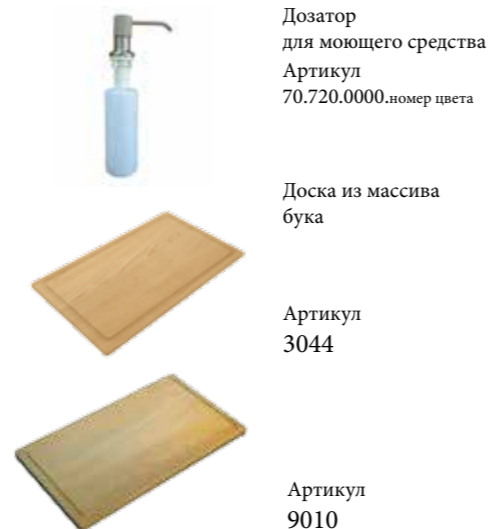 Дозатор
для моющего средства
Артикул
70.720.0000.номер цвета
Доска из массива
бука
Артикул
3044
Артикул
9010